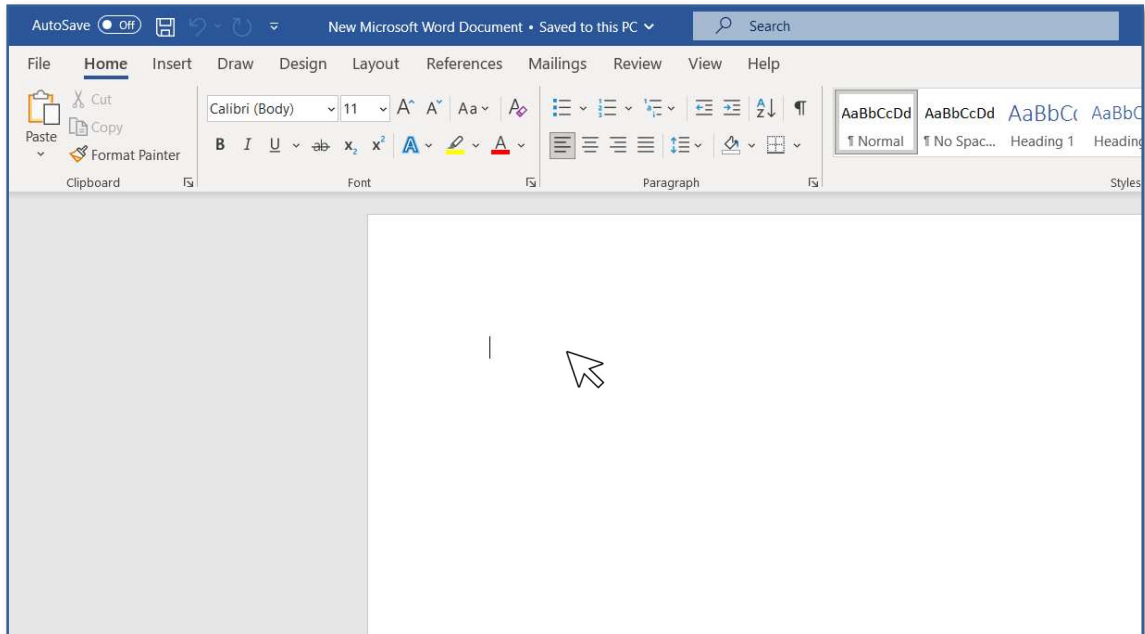 AutoSave Off New Microsoft Word Document • Saved to this PC Search
File Home Insert Draw Design Layout References Mailings Review View Help
Cut
Copy
Paste
Format Painter
Clipboard
Calibri (Body) 11 A A Aa A
B I U ab x₂ x² A A
Font
A Z ¶
Paragraph
AaBbCcDd AaBbCcDd AaBbCc AaBbC
¶ Normal ¶ No Spac... Heading 1 Heading
Styles